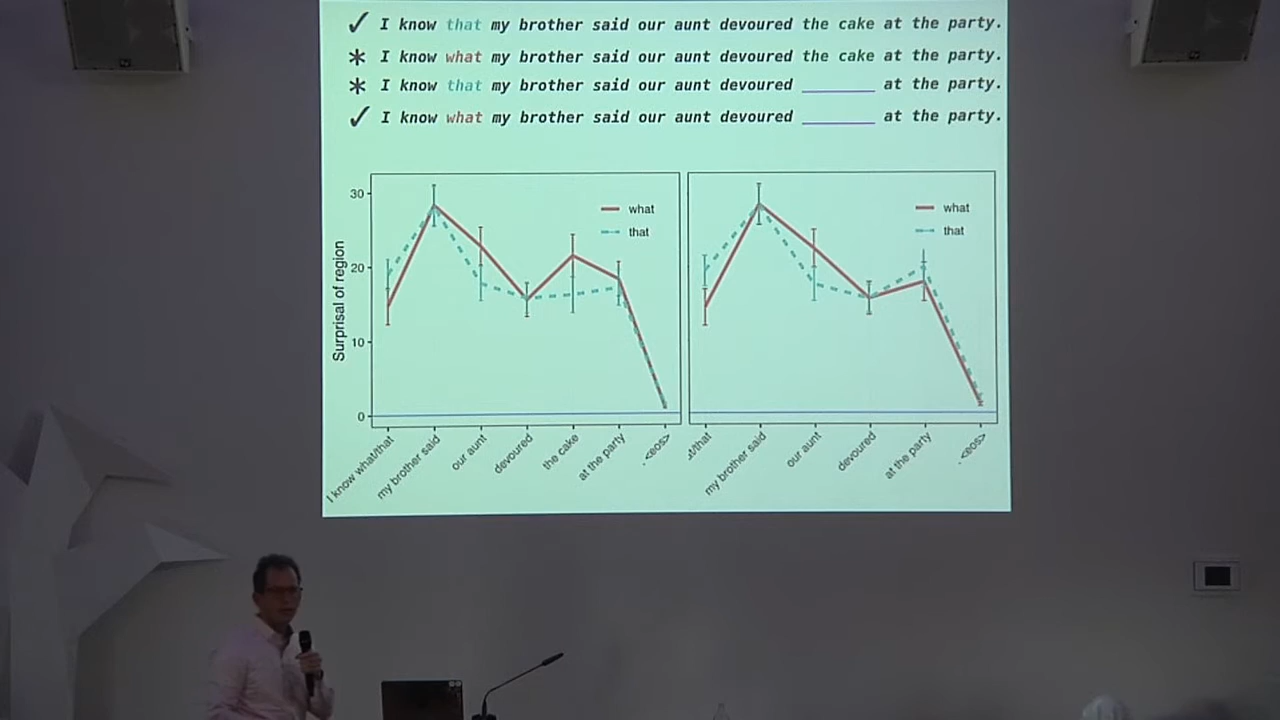 ✓ I know that my brother said our aunt devoured the cake at the party.
* I know what my brother said our aunt devoured the cake at the party.
* I know that my brother said our aunt devoured ________ at the party.
✓ I know what my brother said our aunt devoured ________ at the party.
Surprisal of region
30
20
10
0
what
that
I know what/that
my brother said
our aunt
devoured
the cake
at the party
. <eos>
what
that
at/that
my brother said
our aunt
devoured
at the party
. <eos>